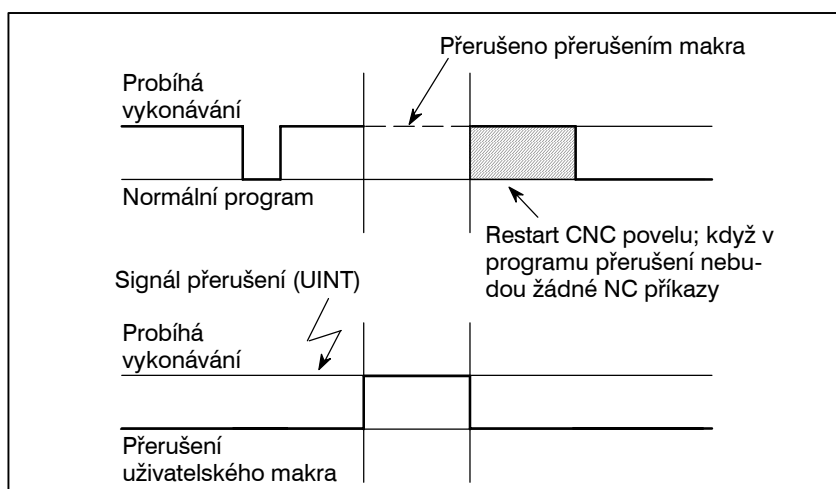 Přerušeno přerušením makra
Probíhá
vykonávání
Normální program
Restart CNC povelu; když v
programu přerušení nebu-
dou žádné NC příkazy
Signál přerušení (UINT)
Probíhá
vykonávání
Přerušení
uživatelského makra